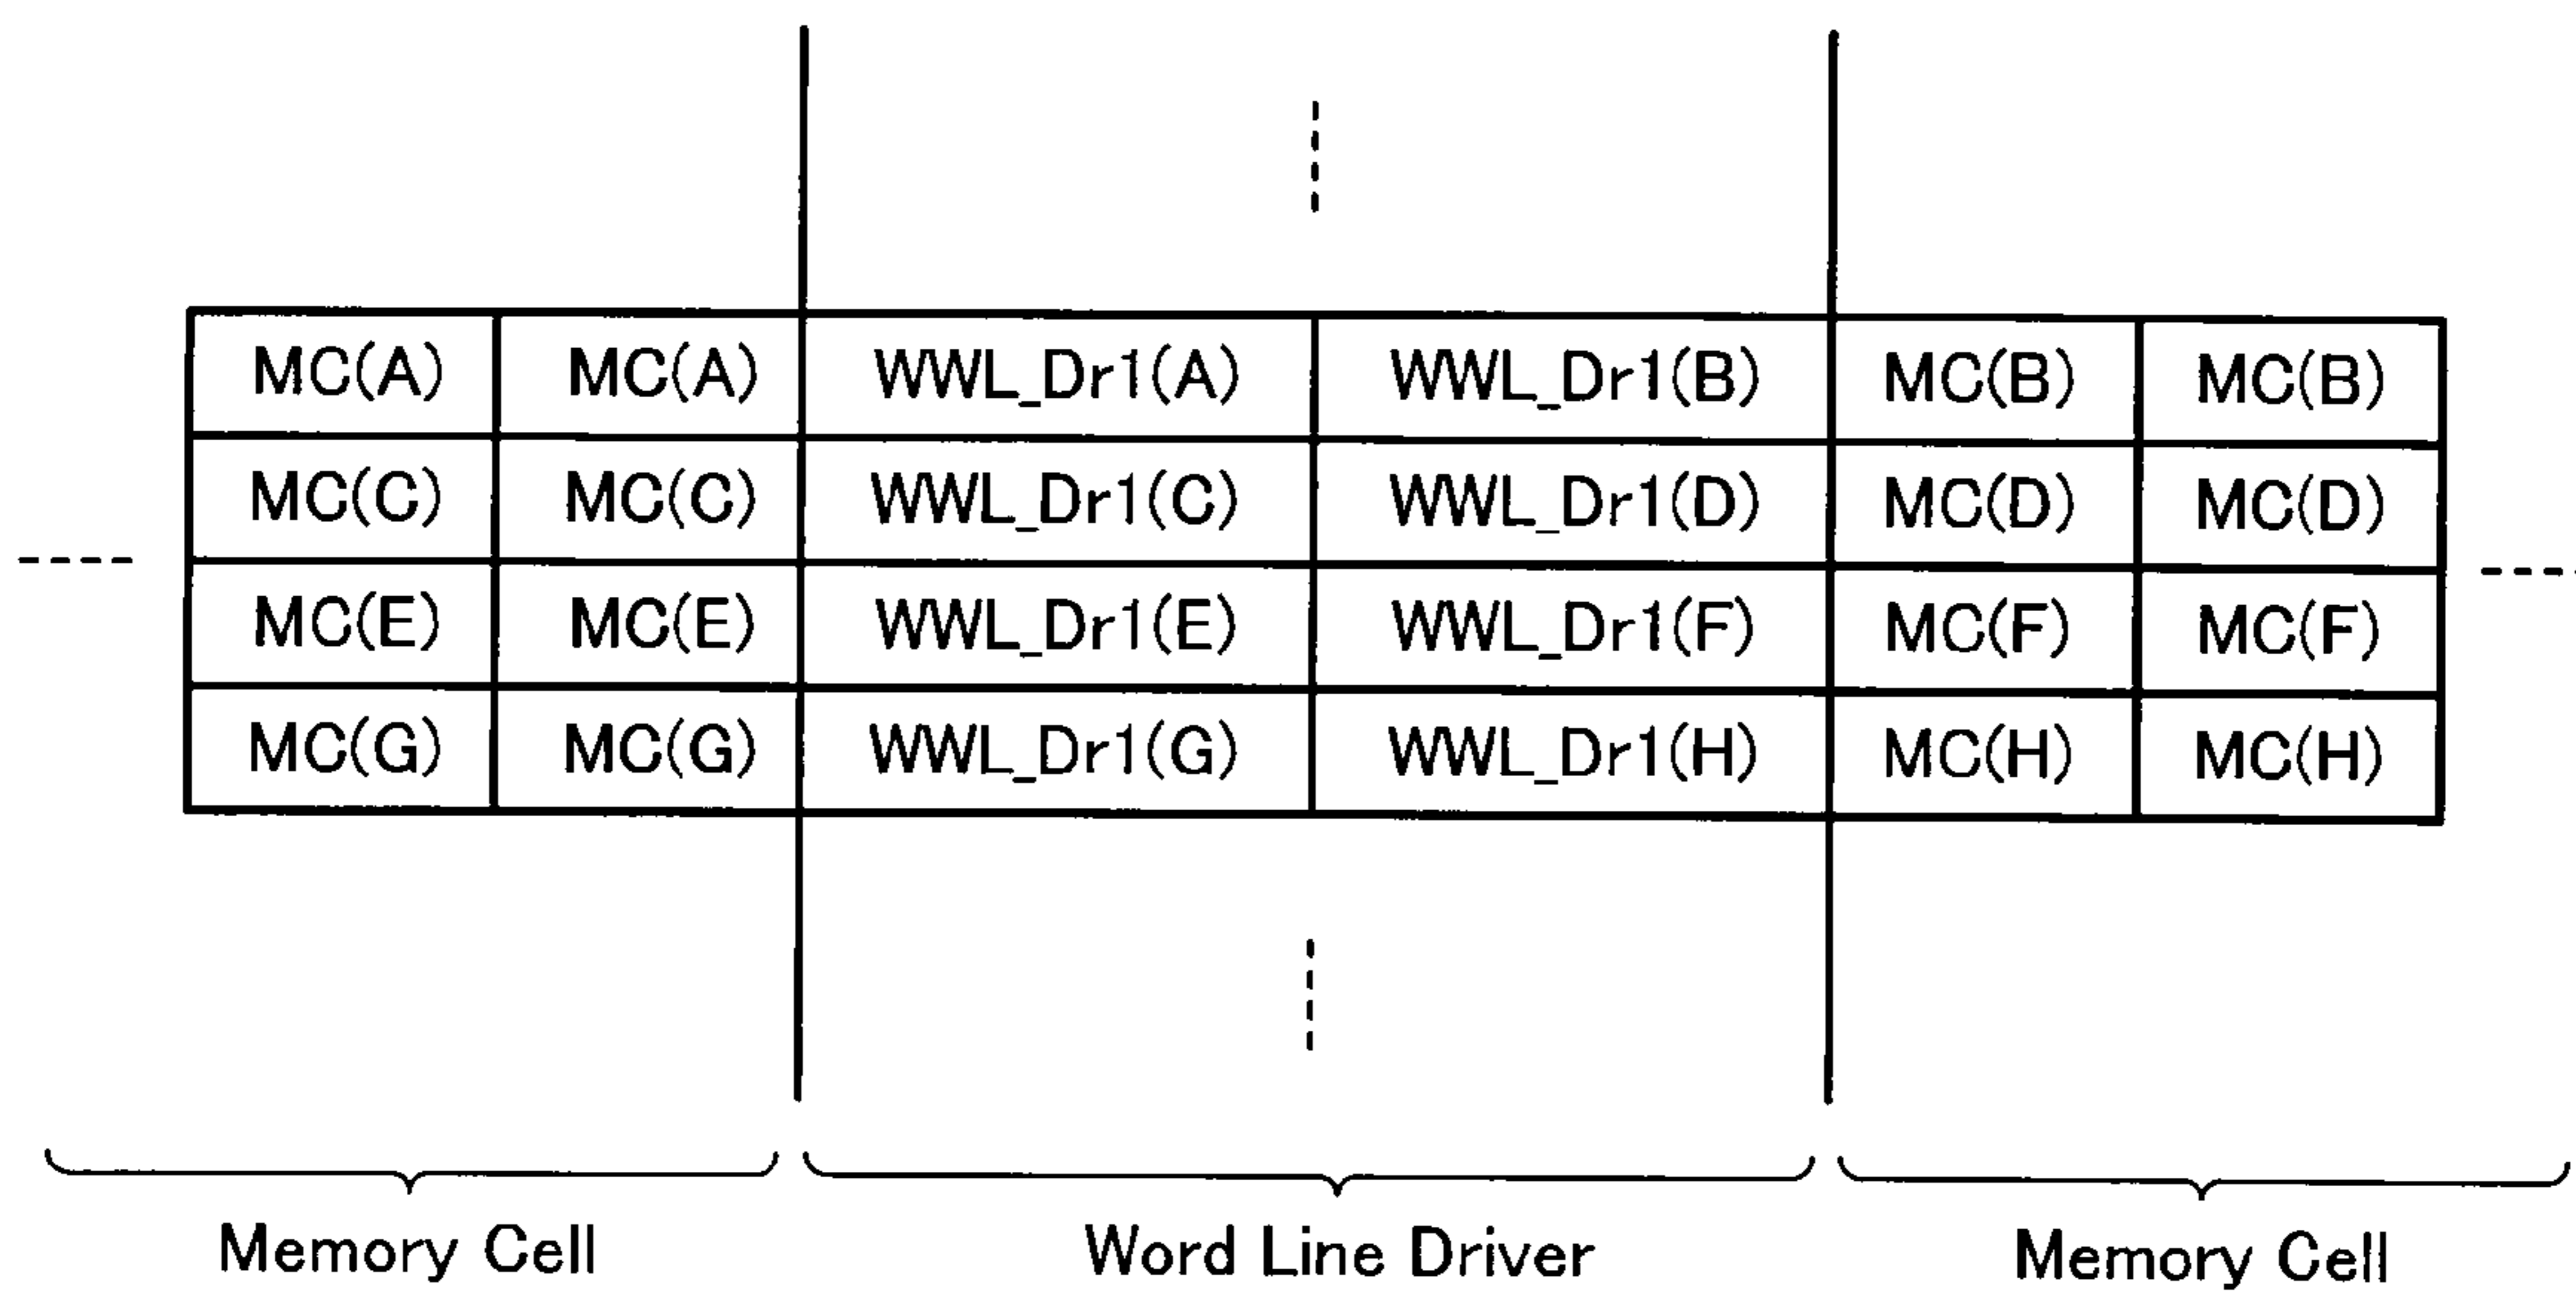 MC(A) MC(A) WWL_Dr1(A) WWL_Dr1(B) MC(B) MC(B)
MC(C) MC(C) WWL_Dr1(C) WWL_Dr1(D) MC(D) MC(D)
MC(E) MC(E) WWL_Dr1(E) WWL_Dr1(F) MC(F) MC(F)
MC(G) MC(G) WWL_Dr1(G) WWL_Dr1(H) MC(H) MC(H)
Memory Cell Word Line Driver Memory Cell